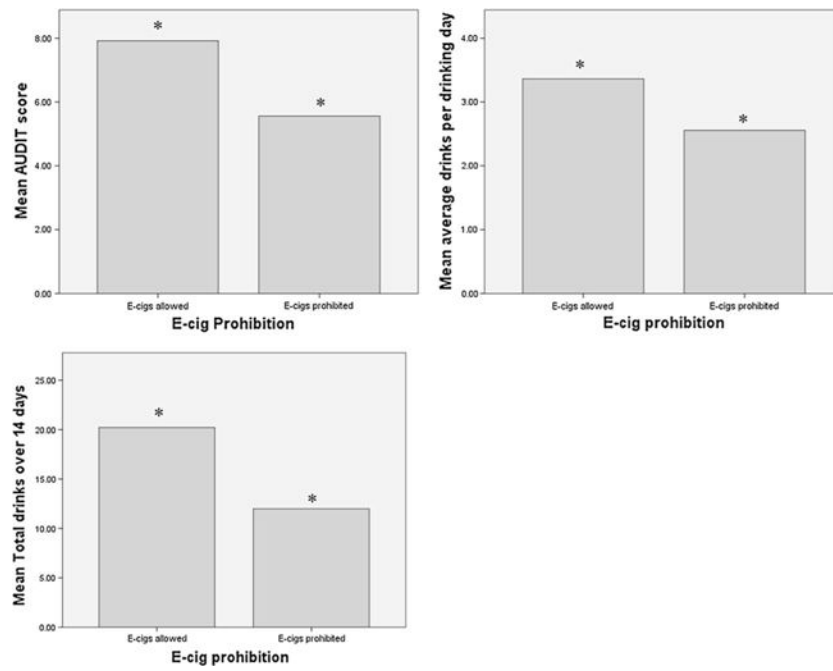 Mean AUDIT score
8.00
6.00
4.00
2.00
0.00
*
*
E-cigs allowed
E-cigs prohibited
E-cig Prohibition
Mean average drinks per drinking day
4.00
3.00
2.00
1.00
0.00
*
*
E-cigs allowed
E-cigs prohibited
E-cig prohibition
Mean Total drinks over 14 days
25.00
20.00
15.00
10.00
5.00
0.00
*
*
E-cigs allowed
E-cigs prohibited
E-cig prohibition